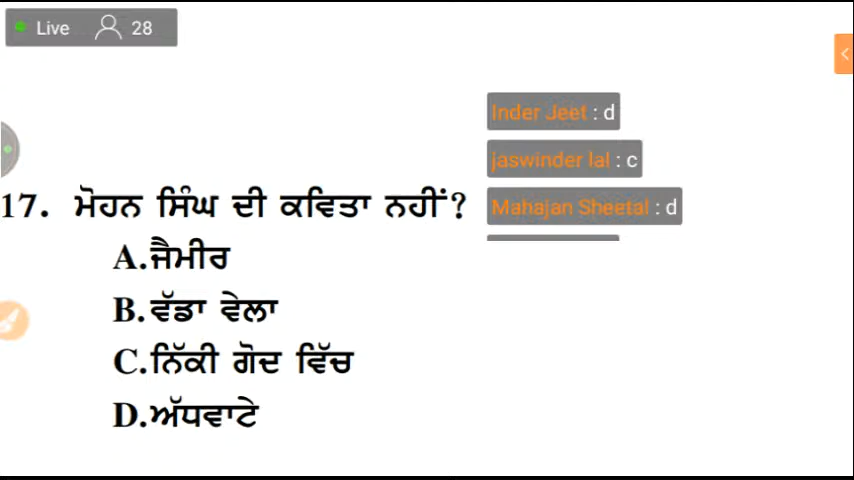 Live 28
Inder Jeet : d
jaswinder lal : c
Mahajan Sheetal : d
17. ਮੋਹਨ ਸਿੰਘ ਦੀ ਕਵਿਤਾ ਨਹੀਂ?
A.ਜੈਮੀਰ
B.ਵੱਡਾ ਵੇਲਾ
C.ਨਿੱਕੀ ਗੋਦ ਵਿੱਚ
D.ਅੱਧਵਾਟੇ